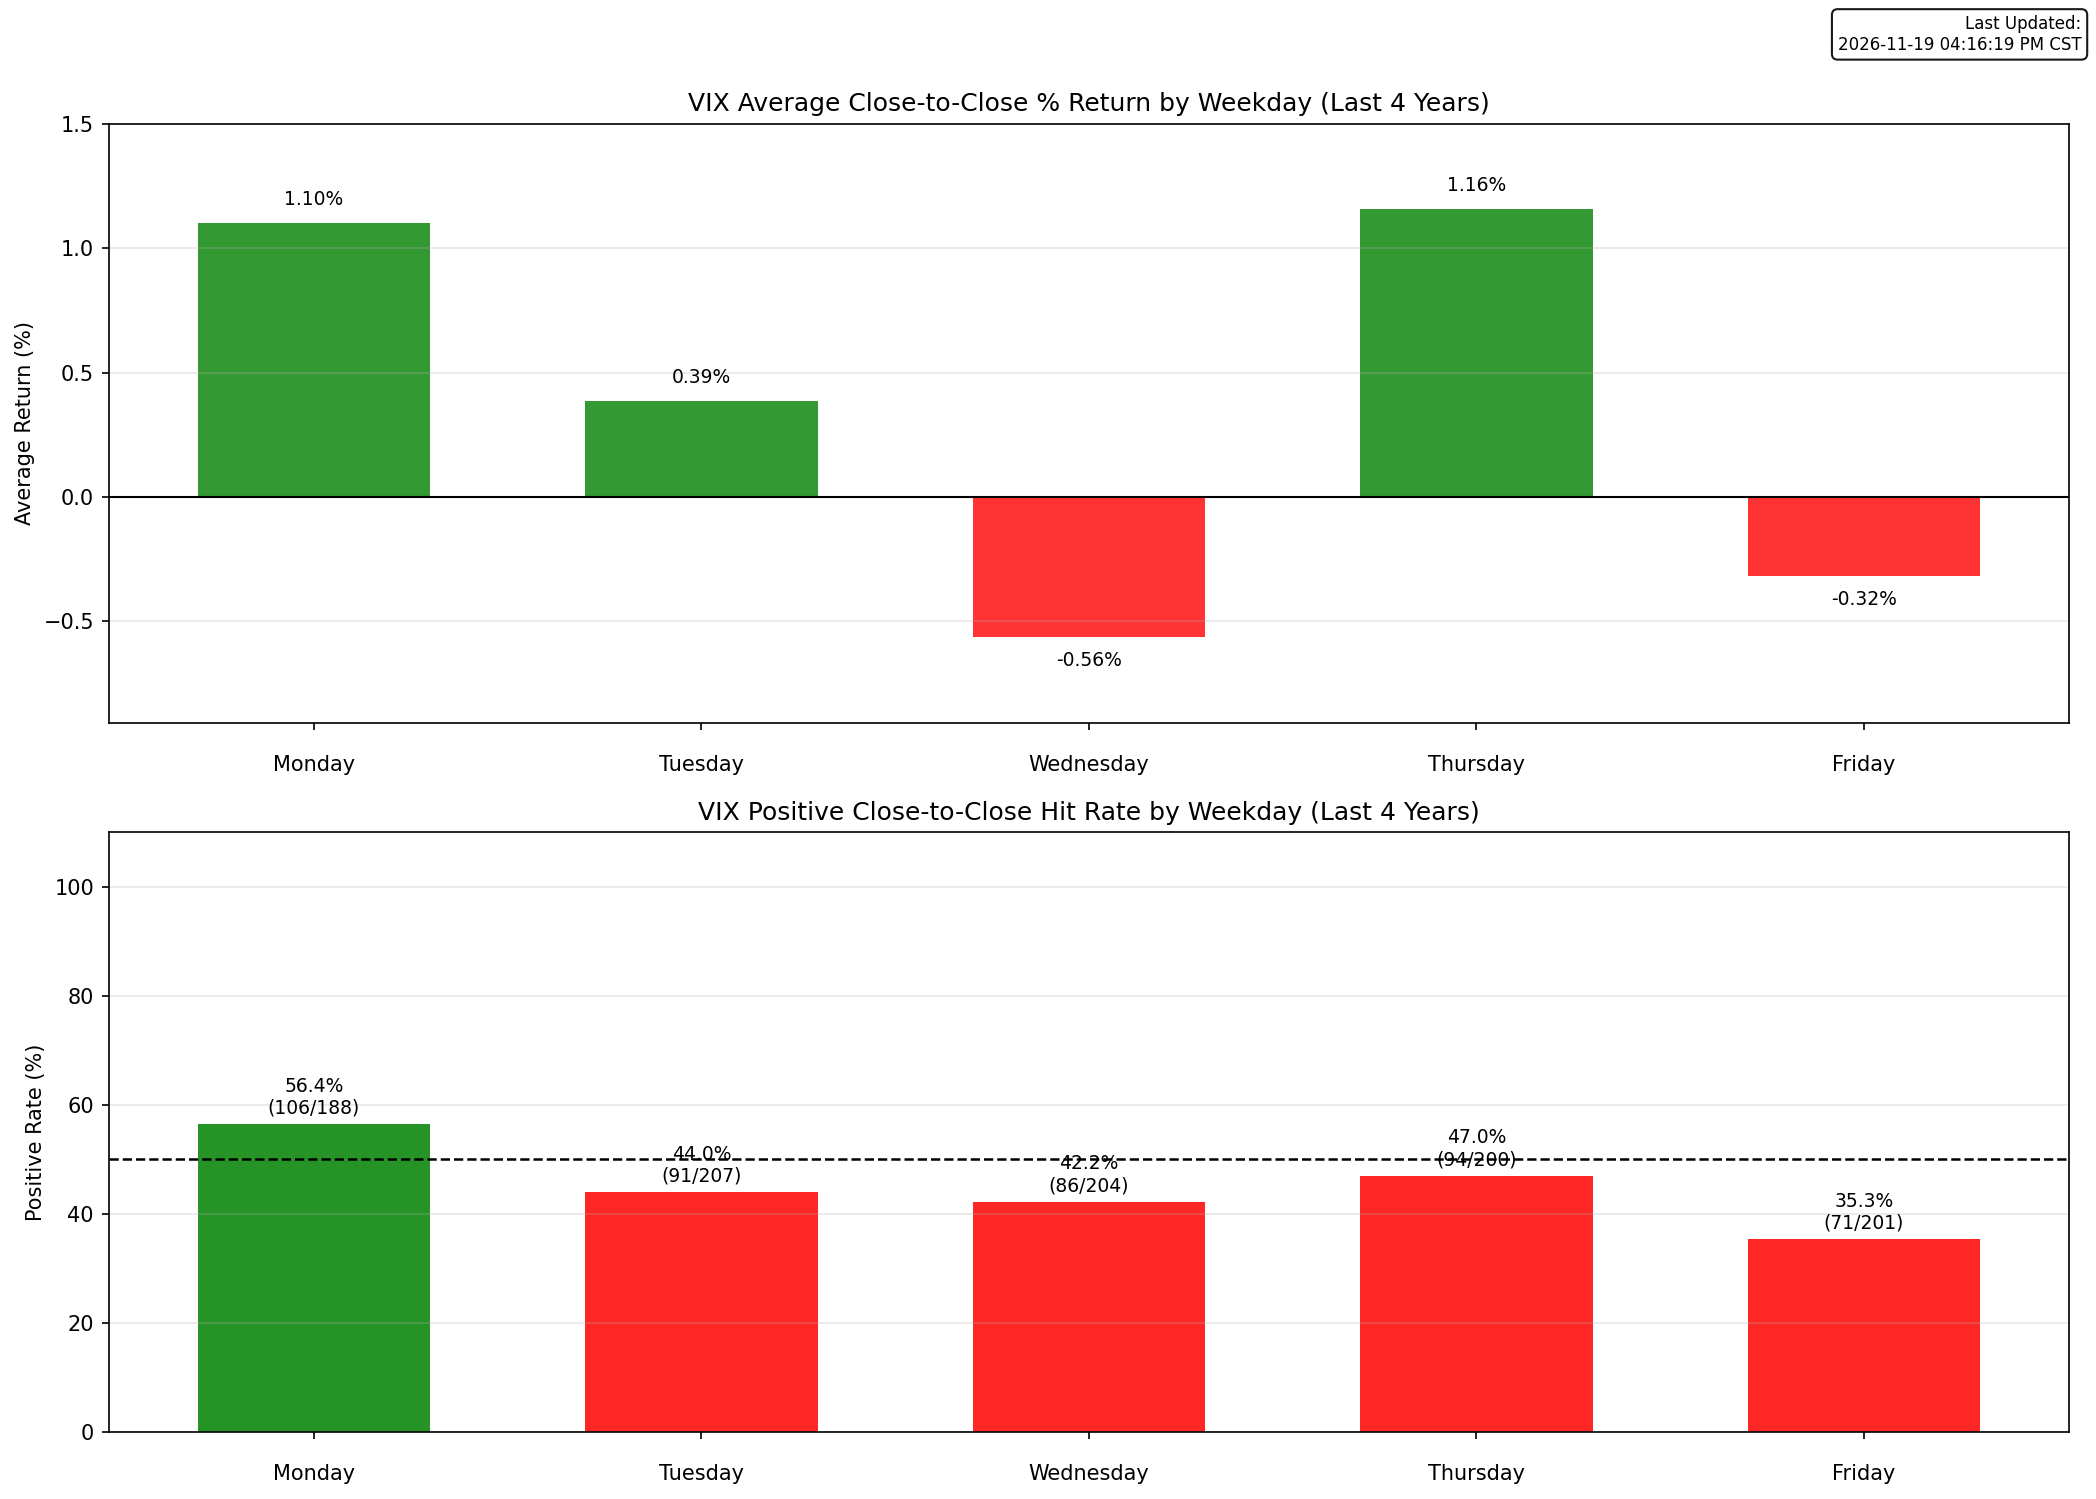 Last Updated:
2026-11-19 04:16:19 PM CST
VIX Average Close-to-Close % Return by Weekday (Last 4 Years)
Average Return (%)
1.5
1.0
0.5
0.0
−0.5
1.10%
0.39%
-0.56%
1.16%
-0.32%
Monday
Tuesday
Wednesday
Thursday
Friday
VIX Positive Close-to-Close Hit Rate by Weekday (Last 4 Years)
Positive Rate (%)
100
80
60
40
20
0
56.4%
(106/188)
44.0%
(91/207)
42.2%
(86/204)
47.0%
(94/200)
35.3%
(71/201)
Monday
Tuesday
Wednesday
Thursday
Friday